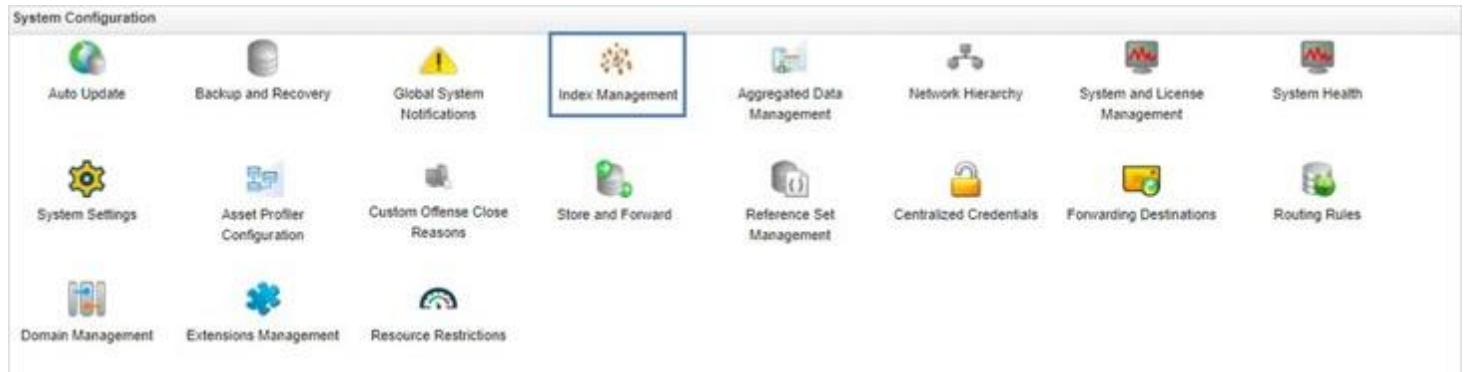 System Configuration
Auto Update
Backup and Recovery
Global System
Notifications
Index Management
Aggregated Data
Management
Network Hierarchy
System and License
Management
System Health
System Settings
Asset Profiler
Configuration
Custom Offense Close
Reasons
Store and Forward
Reference Set
Management
Centralized Credentials
Forwarding Destinations
Routing Rules
Domain Management
Extensions Management
Resource Restrictions